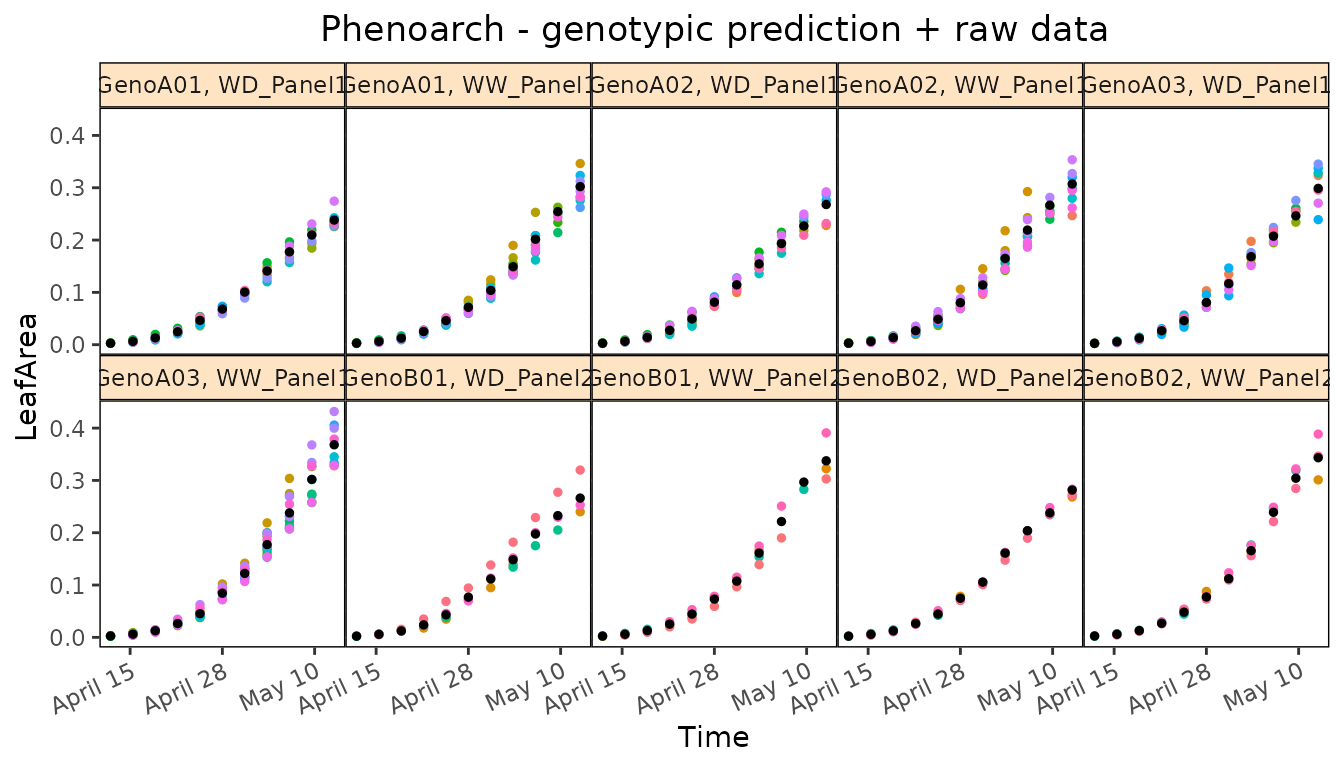 Phenoarch - genotypic prediction + raw data
GenoA01, WD_Panel1
GenoA01, WW_Panel1
GenoA02, WD_Panel1
GenoA02, WW_Panel1
GenoA03, WD_Panel1
0.4
0.3
0.2
0.1
0.0
GenoA03, WW_Panel1
GenoB01, WD_Panel2
GenoB01, WW_Panel2
GenoB02, WD_Panel2
GenoB02, WW_Panel2
0.4
0.3
0.2
0.1
0.0
LeafArea
April 15
April 28
May 10
April 15
April 28
May 10
April 15
April 28
May 10
April 15
April 28
May 10
April 15
April 28
May 10
Time